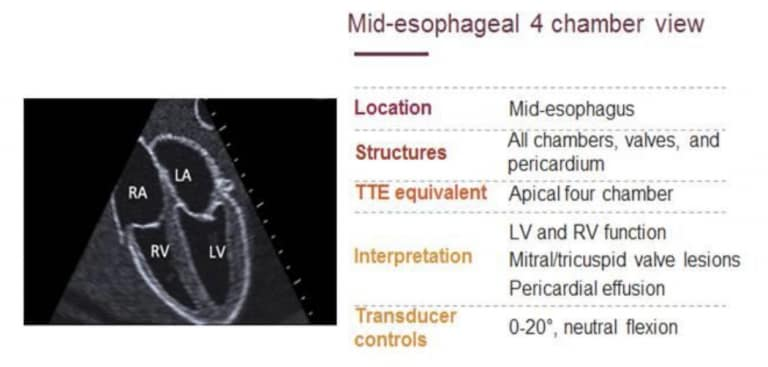 Mid-esophageal 4 chamber view
Location Mid-esophagus
Structures All chambers, valves, and
pericardium
TTE equivalent Apical four chamber
Interpretation LV and RV function
Mitral/tricuspid valve lesions
Pericardial effusion
Transducer
controls 0-20°, neutral flexion
RA
LA
RV
LV